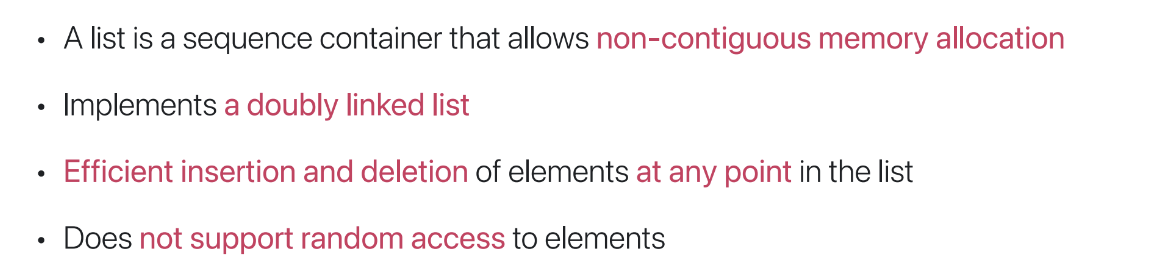 • A list is a sequence container that allows non-contiguous memory allocation
• Implements a doubly linked list
• Efficient insertion and deletion of elements at any point in the list
• Does not support random access to elements